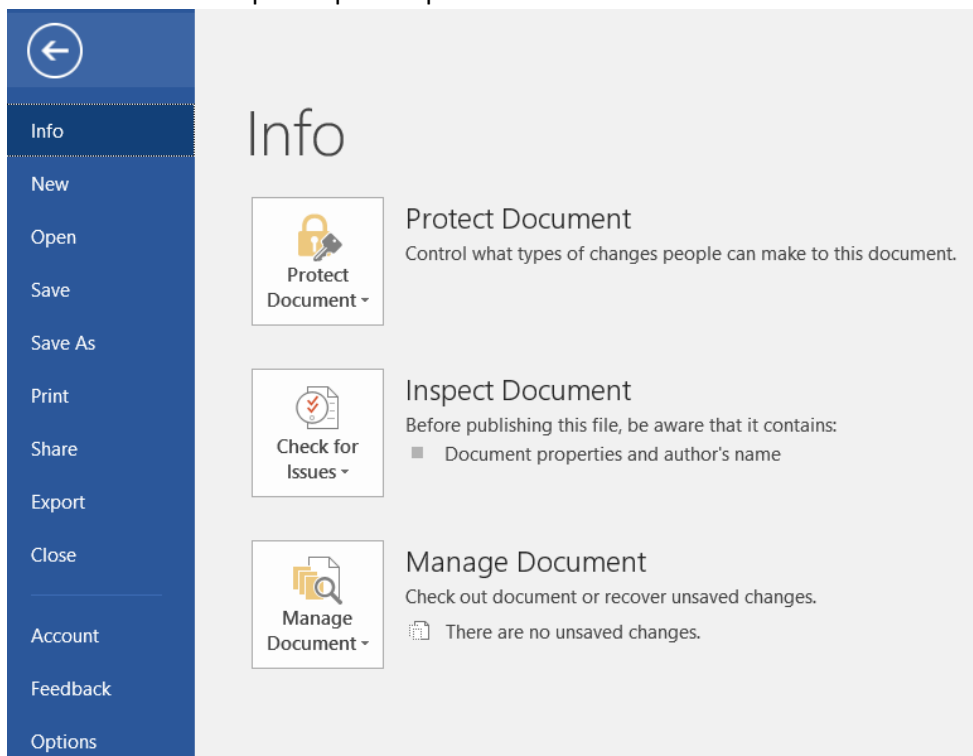 Info
New
Open
Save
Save As
Print
Share
Export
Close
Account
Feedback
Options
Info
Protect
Document
Protect Document
Control what types of changes people can make to this document.
Check for
Issues
Inspect Document
Before publishing this file, be aware that it contains:
Document properties and author's name
Manage
Document
Manage Document
Check out document or recover unsaved changes.
There are no unsaved changes.